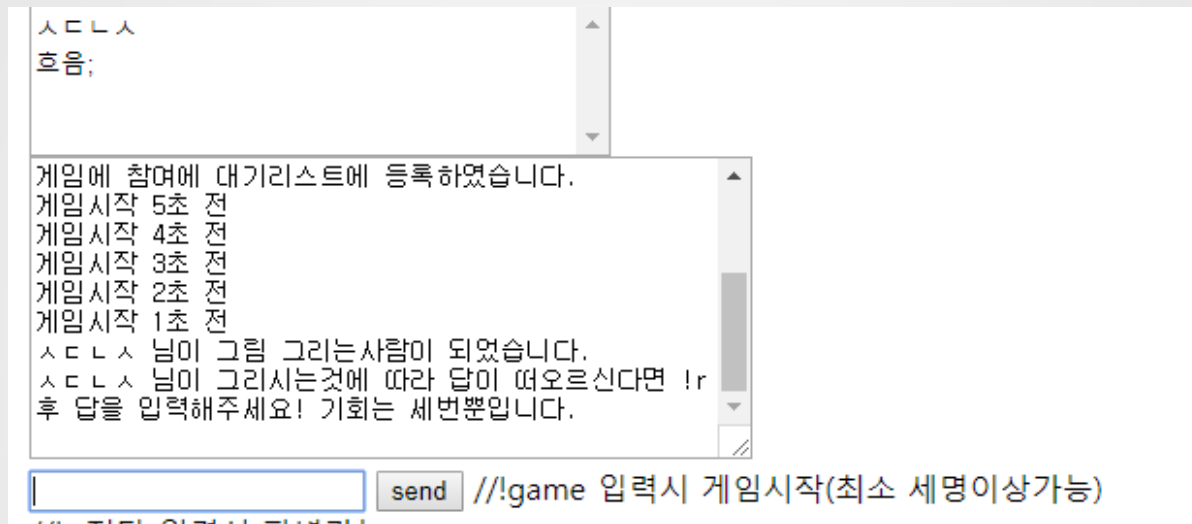 ㅅㄷㄴㅅ
흐음;
게임에 참여에 대기리스트에 등록하였습니다.
게임시작 5초 전
게임시작 4초 전
게임시작 3초 전
게임시작 2초 전
게임시작 1초 전
ㅅㄷㄴㅅ 님이 그림 그리는사람이 되었습니다.
ㅅㄷㄴㅅ 님이 그리시는것에 따라 답이 떠오르신다면 !r
후 답을 입력해주세요! 기회는 세번뿐입니다.
send //!game 입력시 게임시작(최소 세명이상가능)